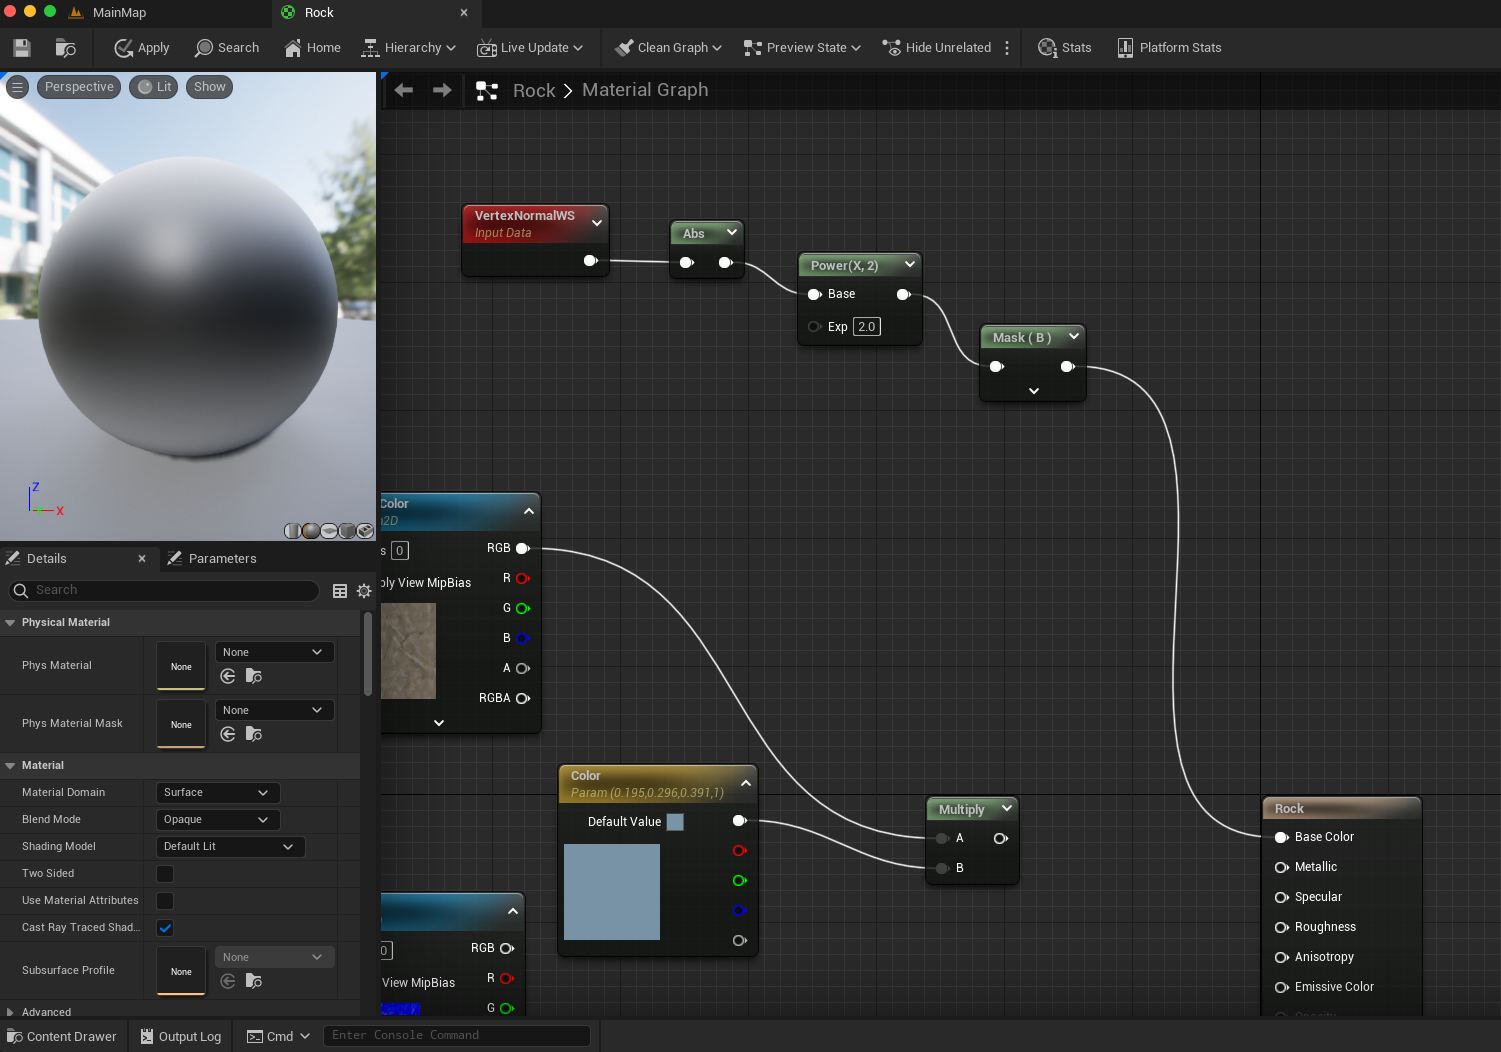 MainMap
Rock
Apply
Search
Home
Hierarchy
Live Update
Clean Graph
Preview State
Hide Unrelated
Stats
Platform Stats
Perspective
Lit
Show
Rock > Material Graph
VertexNormalWS
Input Data
Abs
Power(X, 2)
Base
Exp 2.0
Mask ( B )
Z
X
Color
2D
s 0
RGB
R
ply View MipBias
G
B
A
RGBA
Color
Param (0.195,0.296,0.391,1)
Default Value
Multiply
A
B
0
RGB
View MipBias
R
G
Rock
Base Color
Metallic
Specular
Roughness
Anisotropy
Emissive Color
Opacity
Details
Parameters
Search
Physical Material
Phys Material
None
None
Phys Material Mask
None
None
Material
Material Domain
Surface
Blend Mode
Opaque
Shading Model
Default Lit
Two Sided
Use Material Attributes
Cast Ray Traced Shad...
Subsurface Profile
None
None
Advanced
Content Drawer
Output Log
Cmd
Enter Console Command